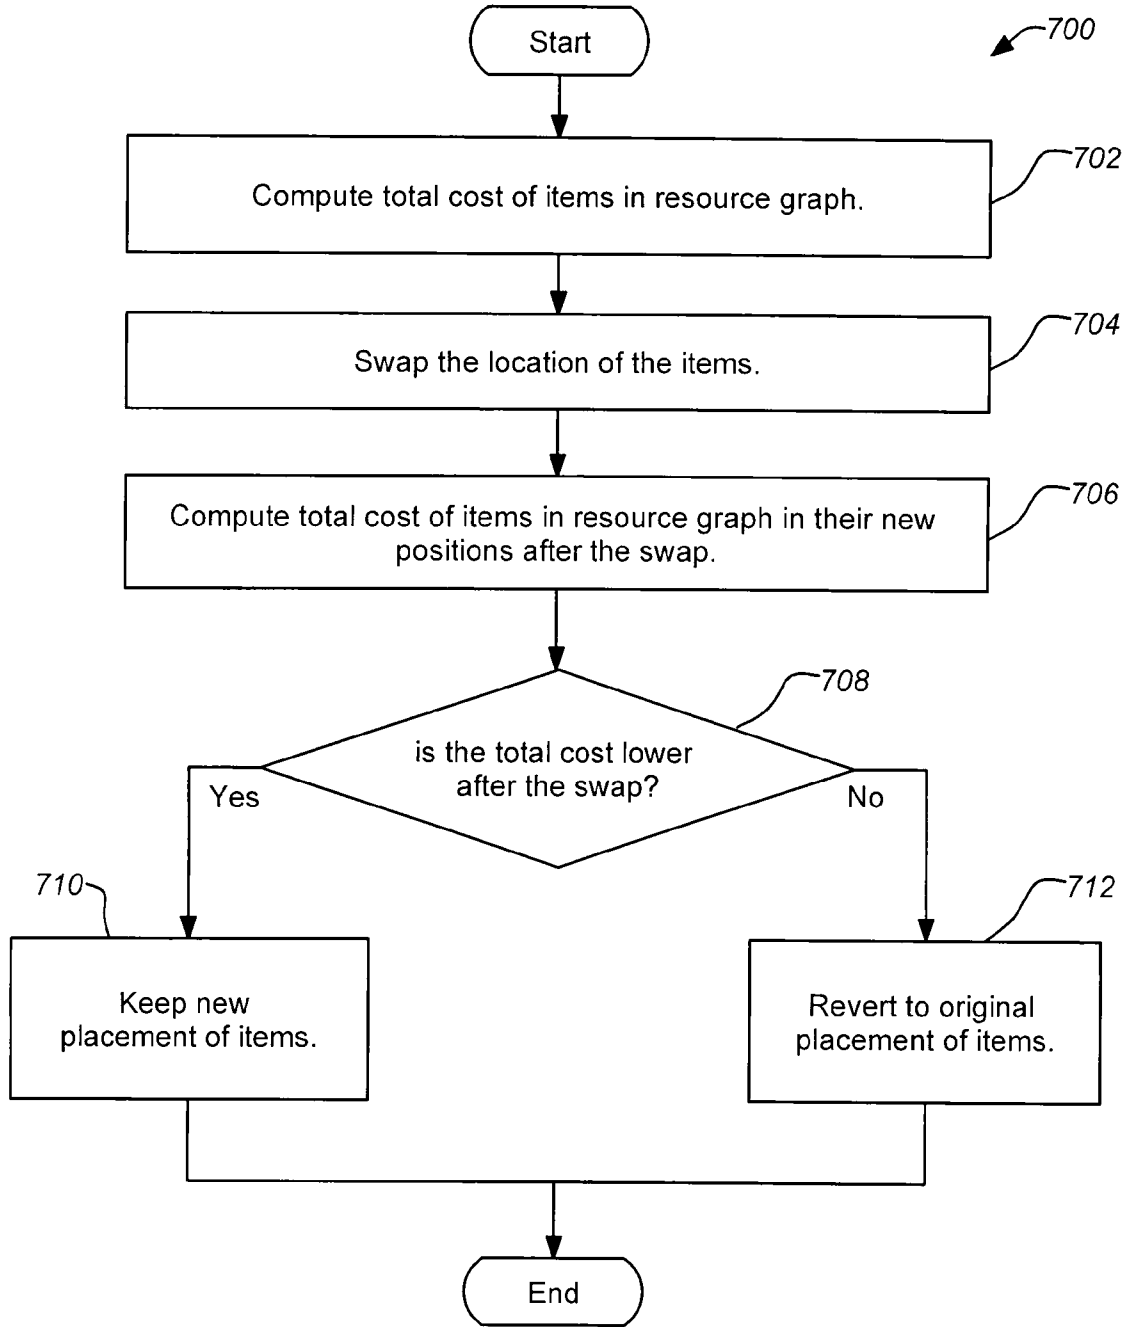 Start
700
702
Compute total cost of items in resource graph.
704
Swap the location of the items.
706
Compute total cost of items in resource graph in their new
positions after the swap.
708
is the total cost lower
after the swap?
Yes
No
710
712
Keep new
placement of items.
Revert to original
placement of items.
End